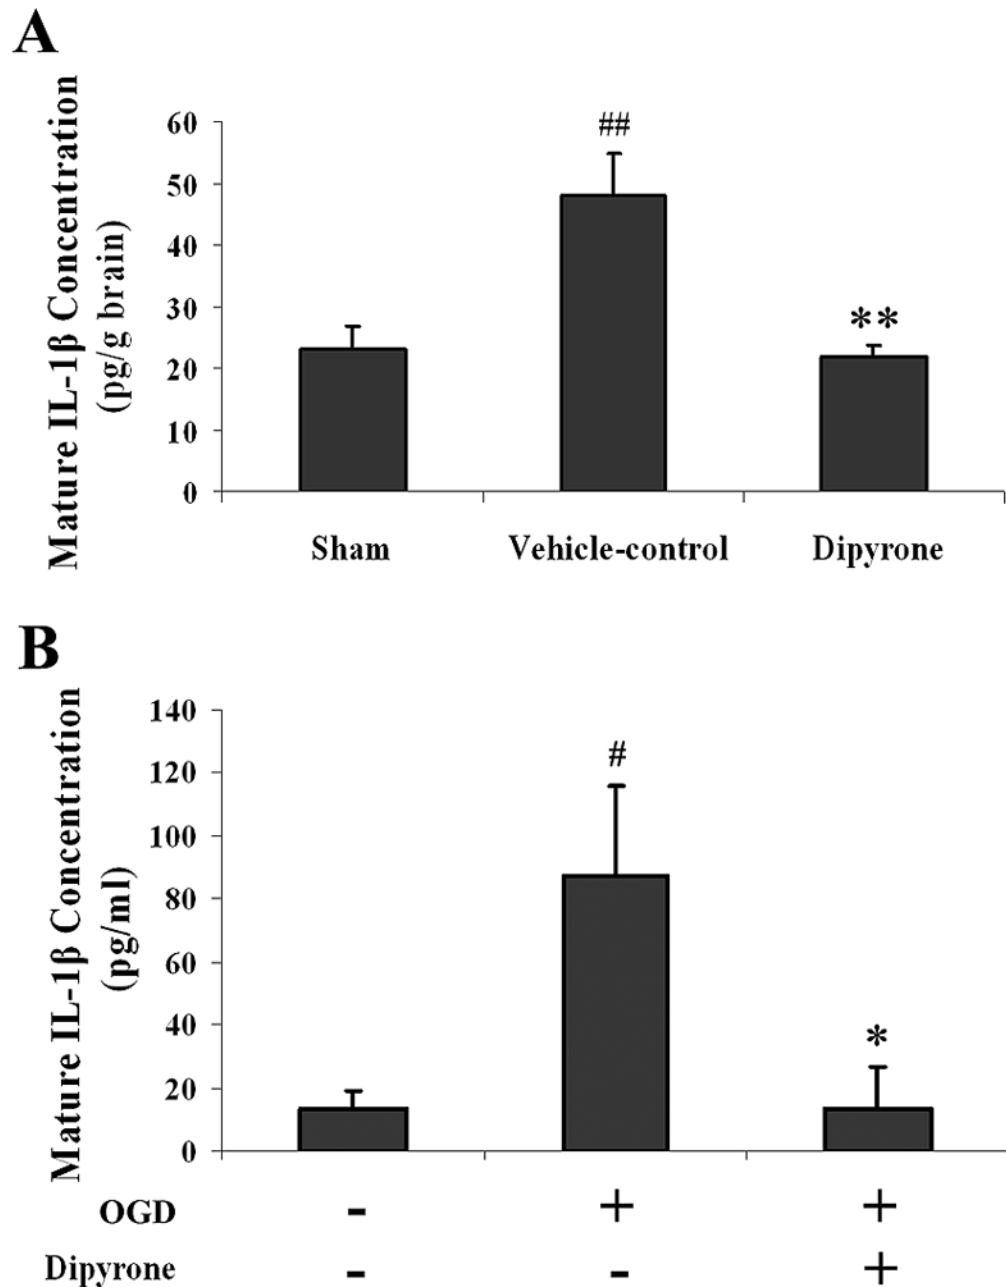 A
Mature IL-1β Concentration
(pg/g brain)
60
50
40
30
20
10
0
##
**
Sham Vehicle-control Dipyrone
B
Mature IL-1β Concentration
(pg/ml)
140
120
100
80
60
40
20
0
#
*
OGD - + +
Dipyrone - - +